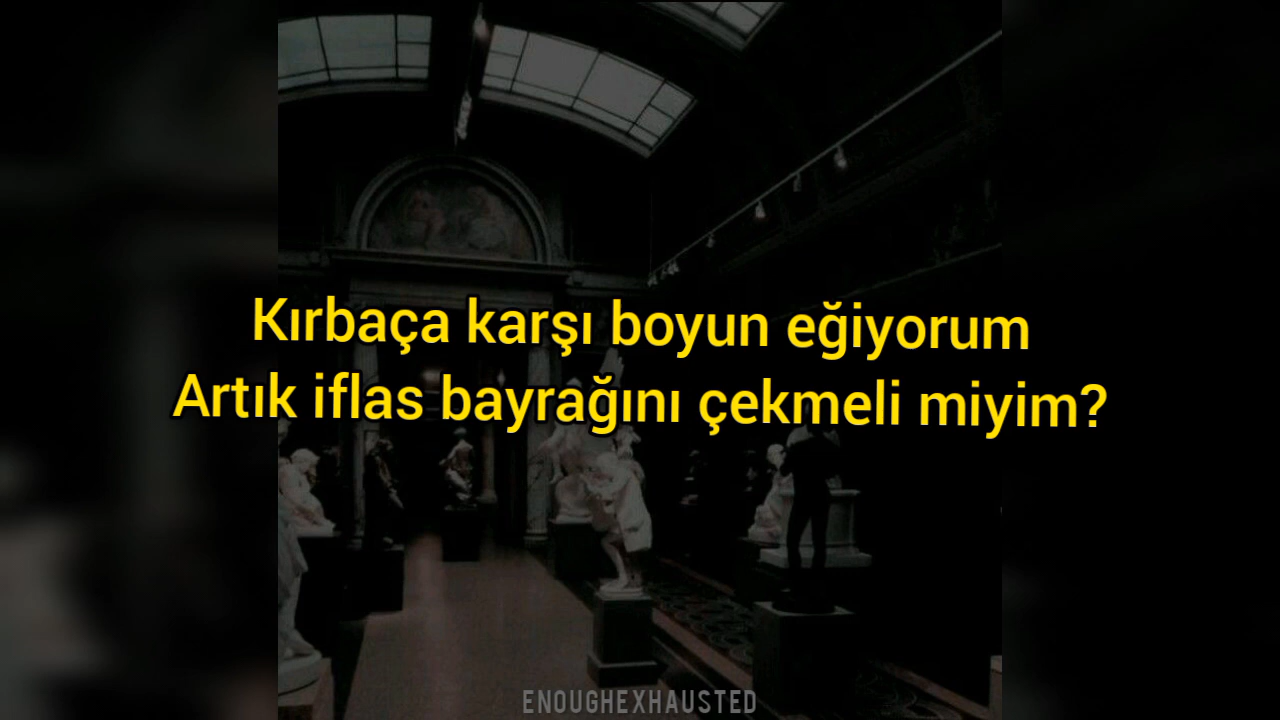 Kırbaça karşı boyun eğiyorum
Artık iflas bayrağını çekmeli miyim?
ENOUGHEXHAUSTED